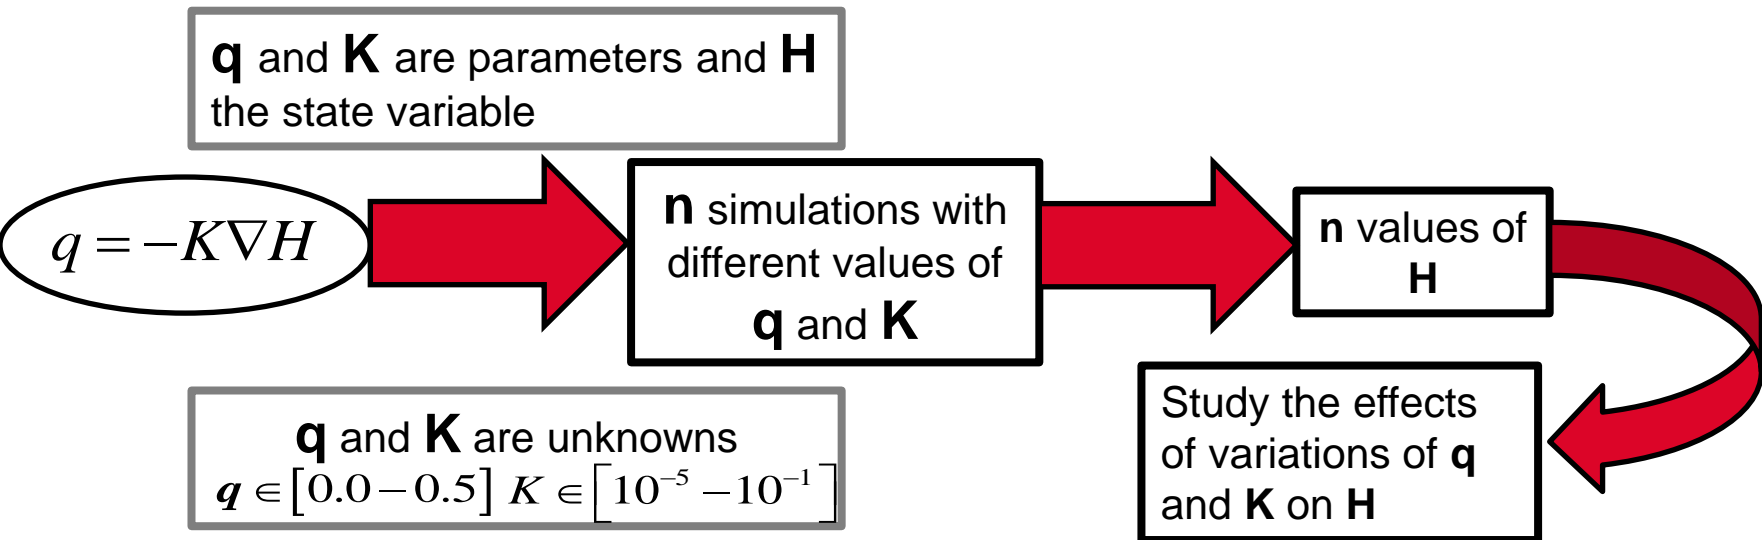 q and K are parameters and H
the state variable
q = −K∇H
n simulations with
different values of
q and K
n values of
H
q and K are unknowns
q ∈ [0.0 − 0.5] K ∈ [10⁻⁵ − 10⁻¹]
Study the effects
of variations of q
and K on H